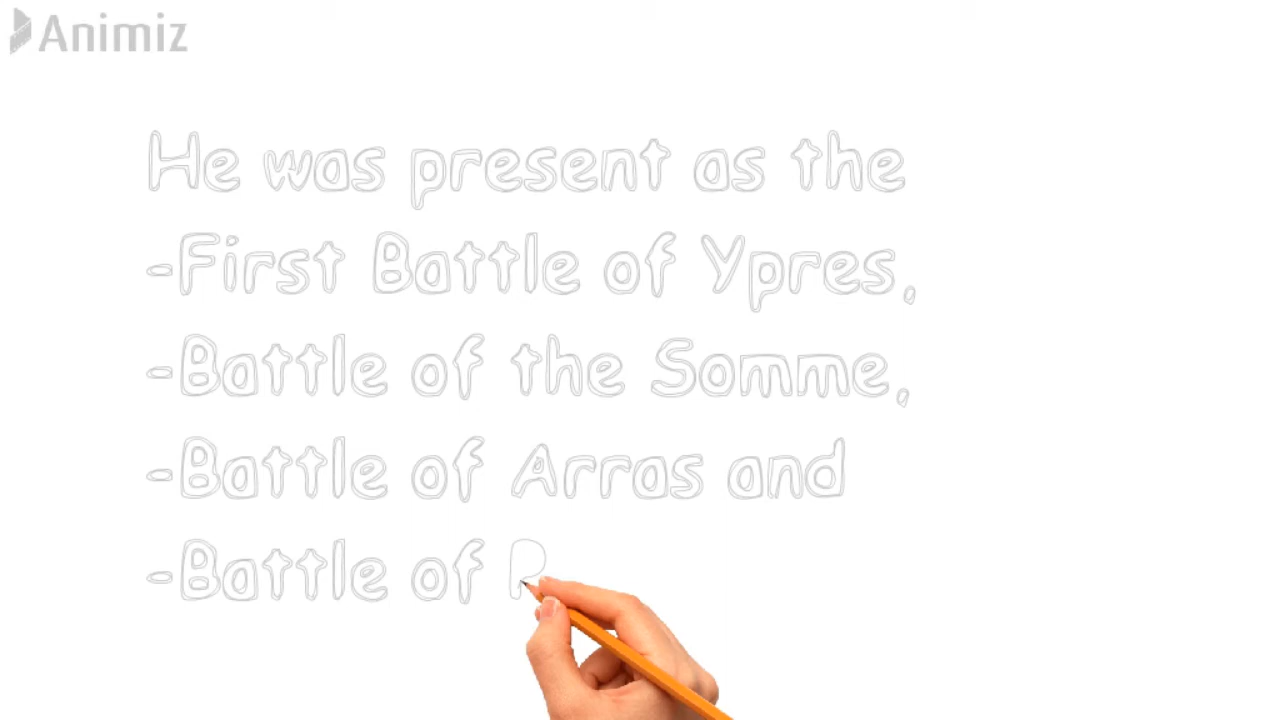 Animiz
He was present as the
-First Battle of Ypres,
-Battle of the Somme,
-Battle of Arras and
-Battle of P